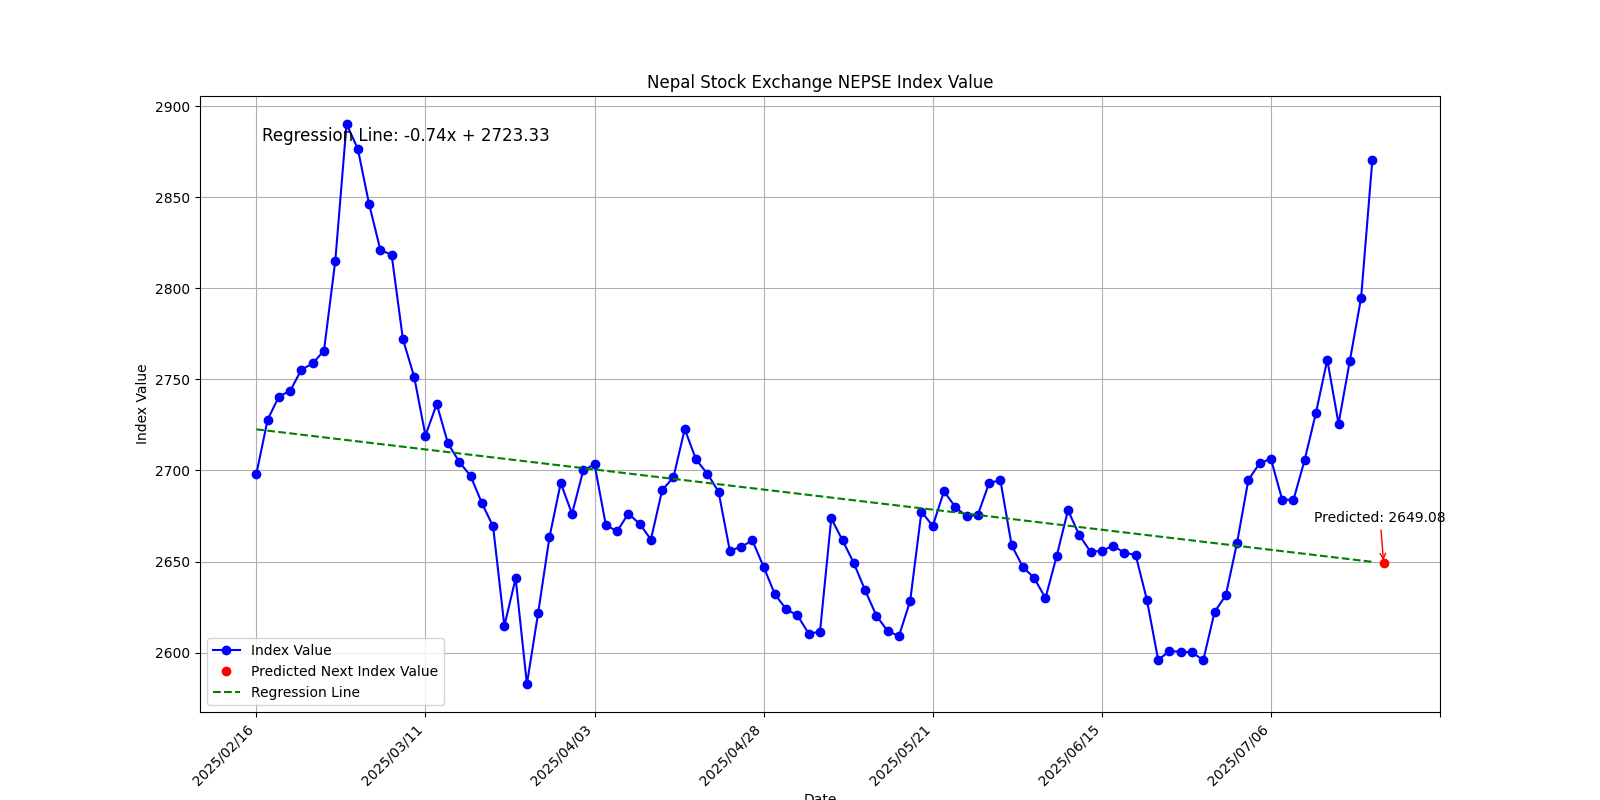 Nepal Stock Exchange NEPSE Index Value
2900
Regression Line: -0.74x + 2723.33
2850
2800
2750
Index Value
2700
Predicted: 2649.08
2650
2600
Index Value
Predicted Next Index Value
Regression Line
2025/02/16
2025/03/11
2025/04/03
2025/04/28
2025/05/21
2025/06/15
2025/07/06
Date